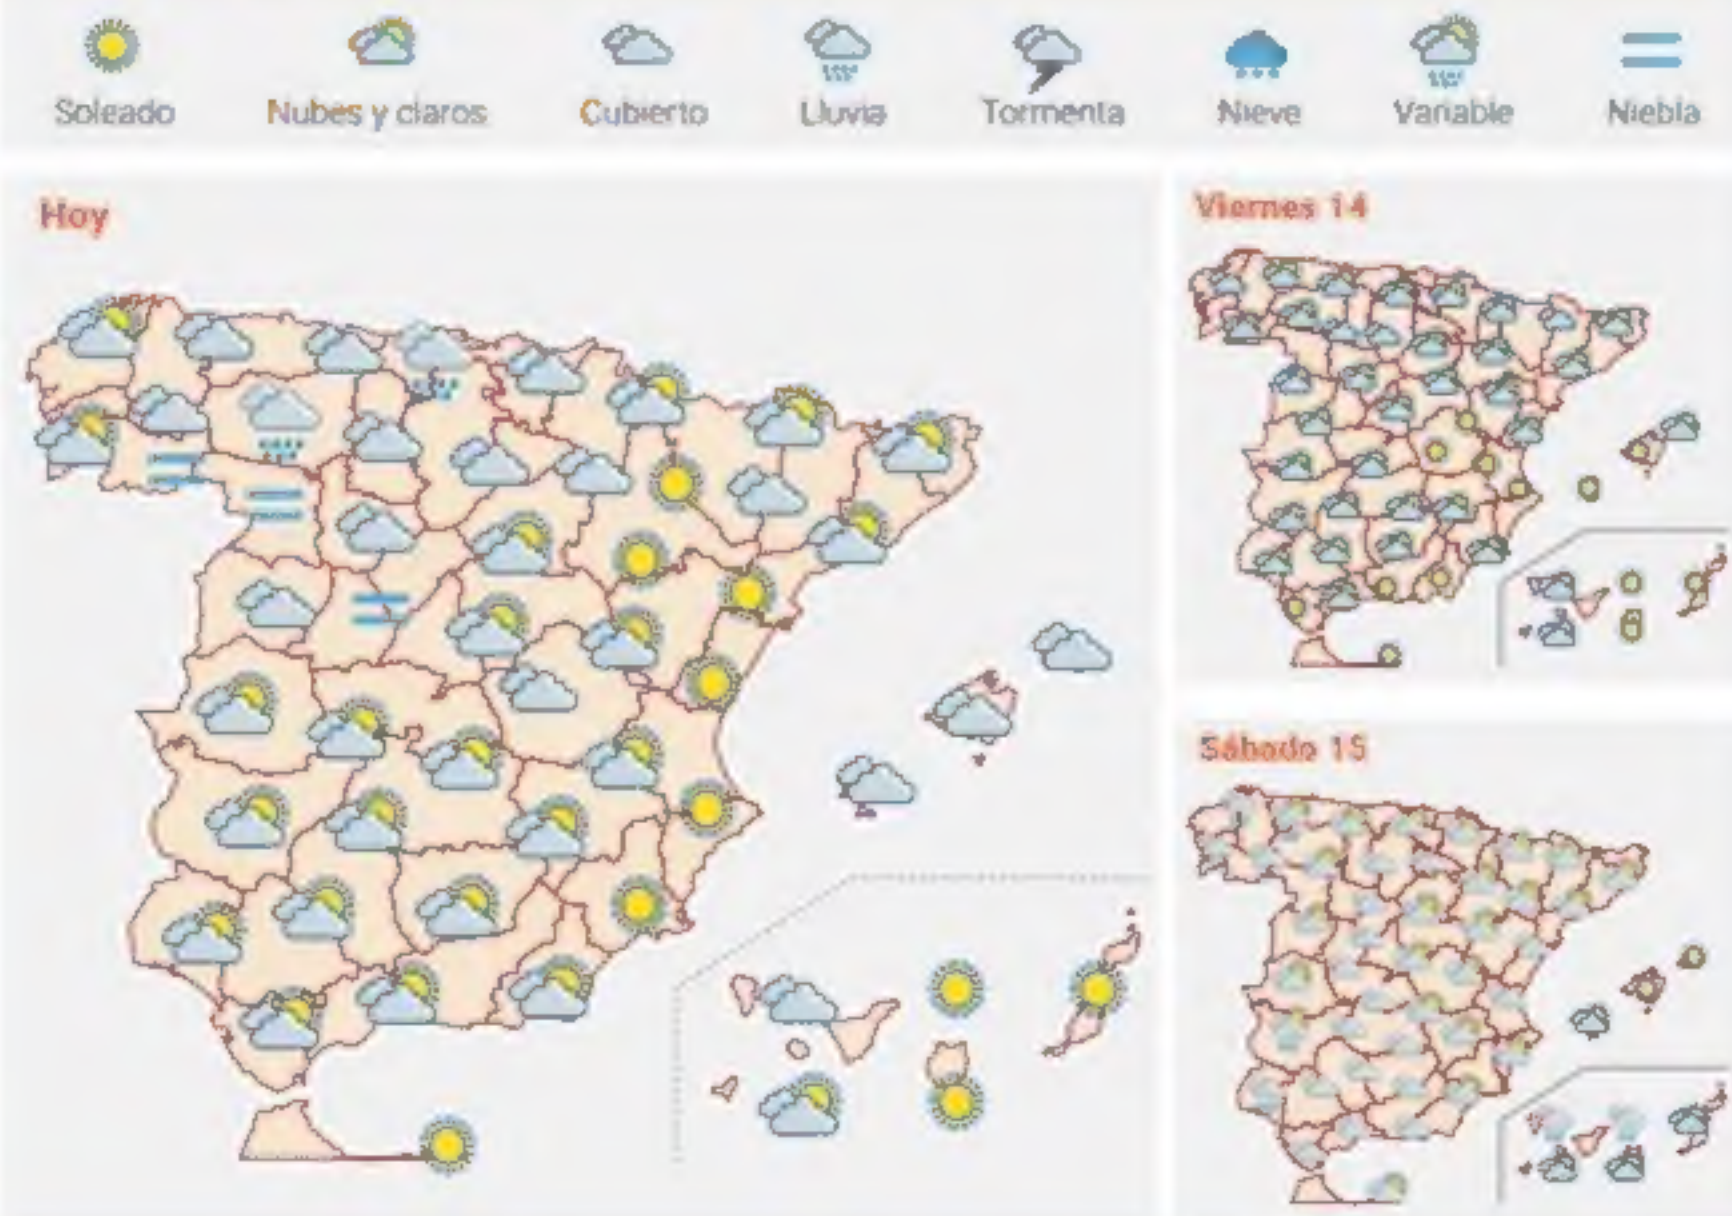 Soleado
Nubes y claros
Cubierto
Lluvia
Tormenta
Nieve
Variable
Niebla
Hoy
Viernes 14
Sábado 15